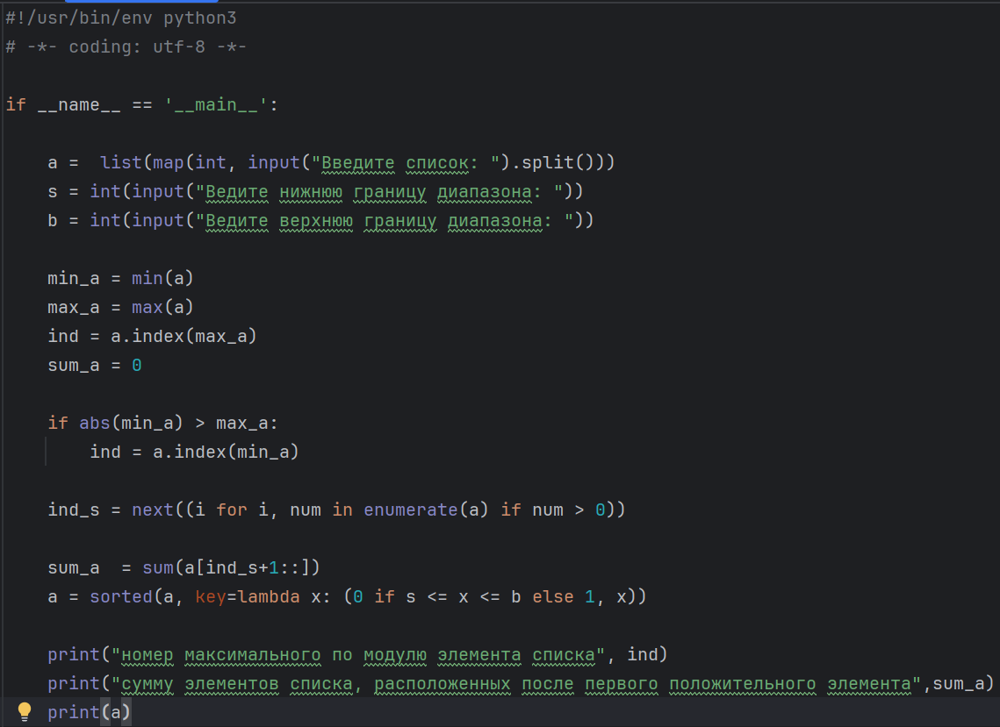 #!/usr/bin/env python3
# -*- coding: utf-8 -*-
if __name__ == '__main__':
a =  list(map(int, input("Введите список: ").split()))
s = int(input("Ведите нижнюю границу диапазона: "))
b = int(input("Ведите верхнюю границу диапазона: "))
min_a = min(a)
max_a = max(a)
ind = a.index(max_a)
sum_a = 0
if abs(min_a) > max_a:
ind = a.index(min_a)
ind_s = next((i for i, num in enumerate(a) if num > 0))
sum_a  = sum(a[ind_s+1::])
a = sorted(a, key=lambda x: (0 if s <= x <= b else 1, x))
print("номер максимального по модулю элемента списка", ind)
print("сумму элементов списка, расположенных после первого положительного элемента",sum_a)
print(a)